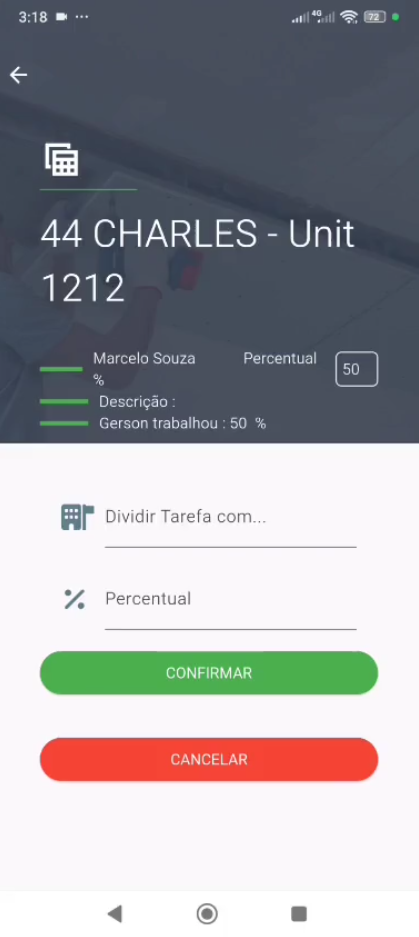 3:18 4G 72
44 CHARLES - Unit
1212
Marcelo Souza Percentual 50
%
Descrição :
Gerson trabalhou : 50 %
Dividir Tarefa com...
Percentual
CONFIRMAR
CANCELAR